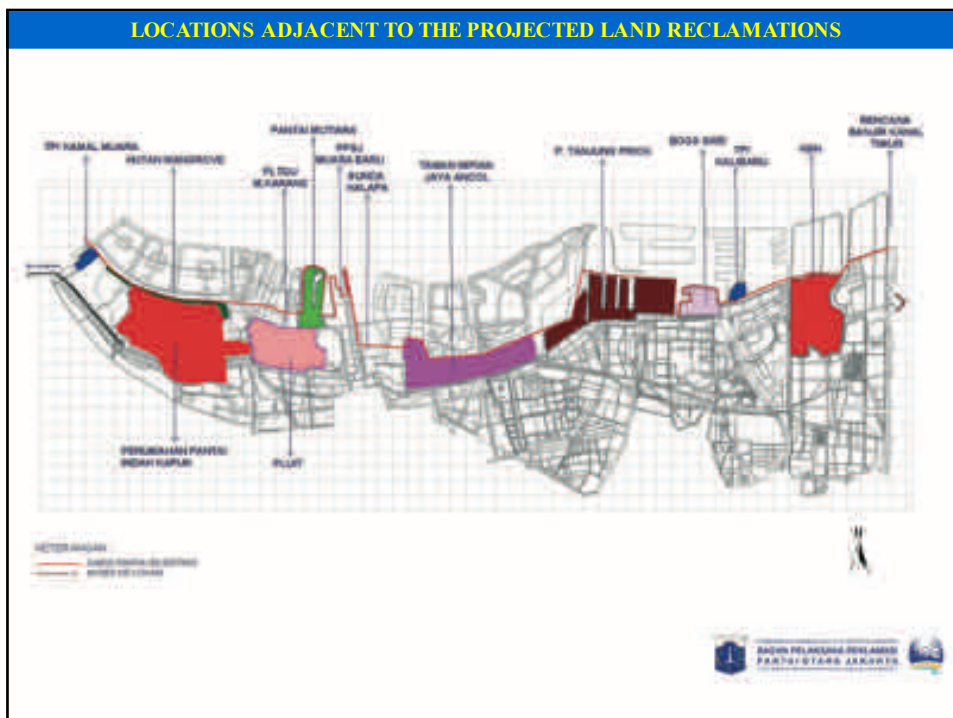 LOCATIONS ADJACENT TO THE PROJECTED LAND RECLAMATIONS
TPI KAMAL MUARA
HUTAN MANGROVE
PANTAI MUTIARA
PLTGU
M.KARANG
PPSJ
MUARA BARU
SUNDA
KALAPA
TAMAN IMPIAN
JAYA ANCOL
P. TANJUNG PRIOK
BOGA SARI
TPI
KALIBARU
KBN
RENCANA
BANJIR KANAL
TIMUR
PERUMAHAN PANTAI
INDAH KAPUK
PLUIT
KETERANGAN
BADAN PELAKSANA REKLAMASI
PANTAI UTARA JAKARTA